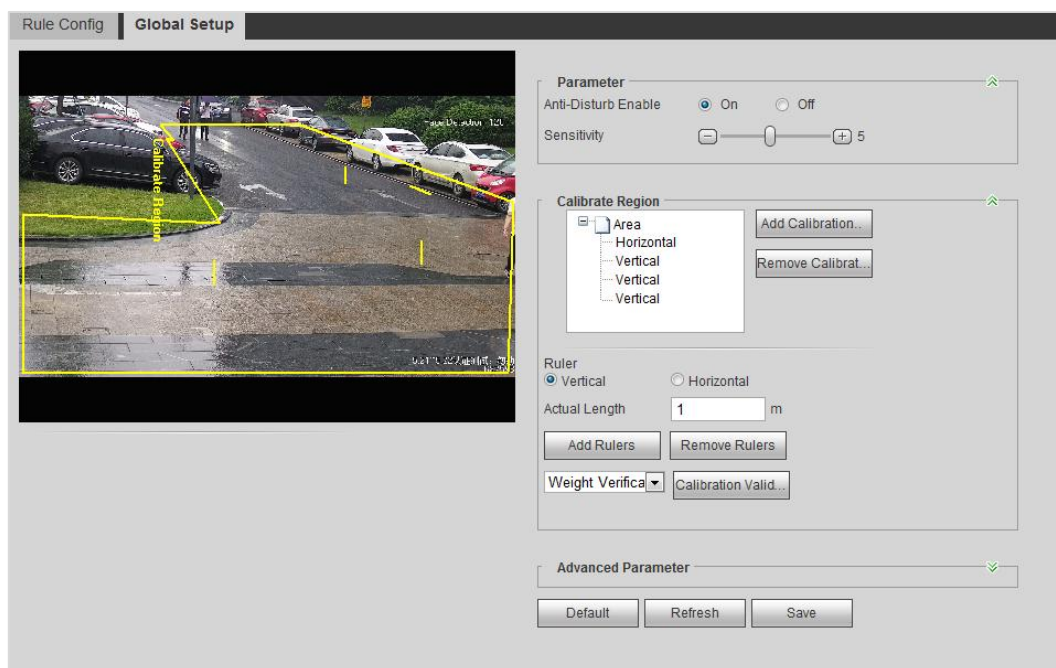 Rule Config Global Setup
Calibrate Region
Parameter
Anti-Disturb Enable On Off
Sensitivity 5
Calibrate Region
Area
Horizontal
Vertical
Vertical
Vertical
Add Calibration..
Remove Calibrat...
Ruler
Vertical Horizontal
Actual Length 1 m
Add Rulers Remove Rulers
Weight Verifica Calibration Valid...
Advanced Parameter
Default Refresh Save